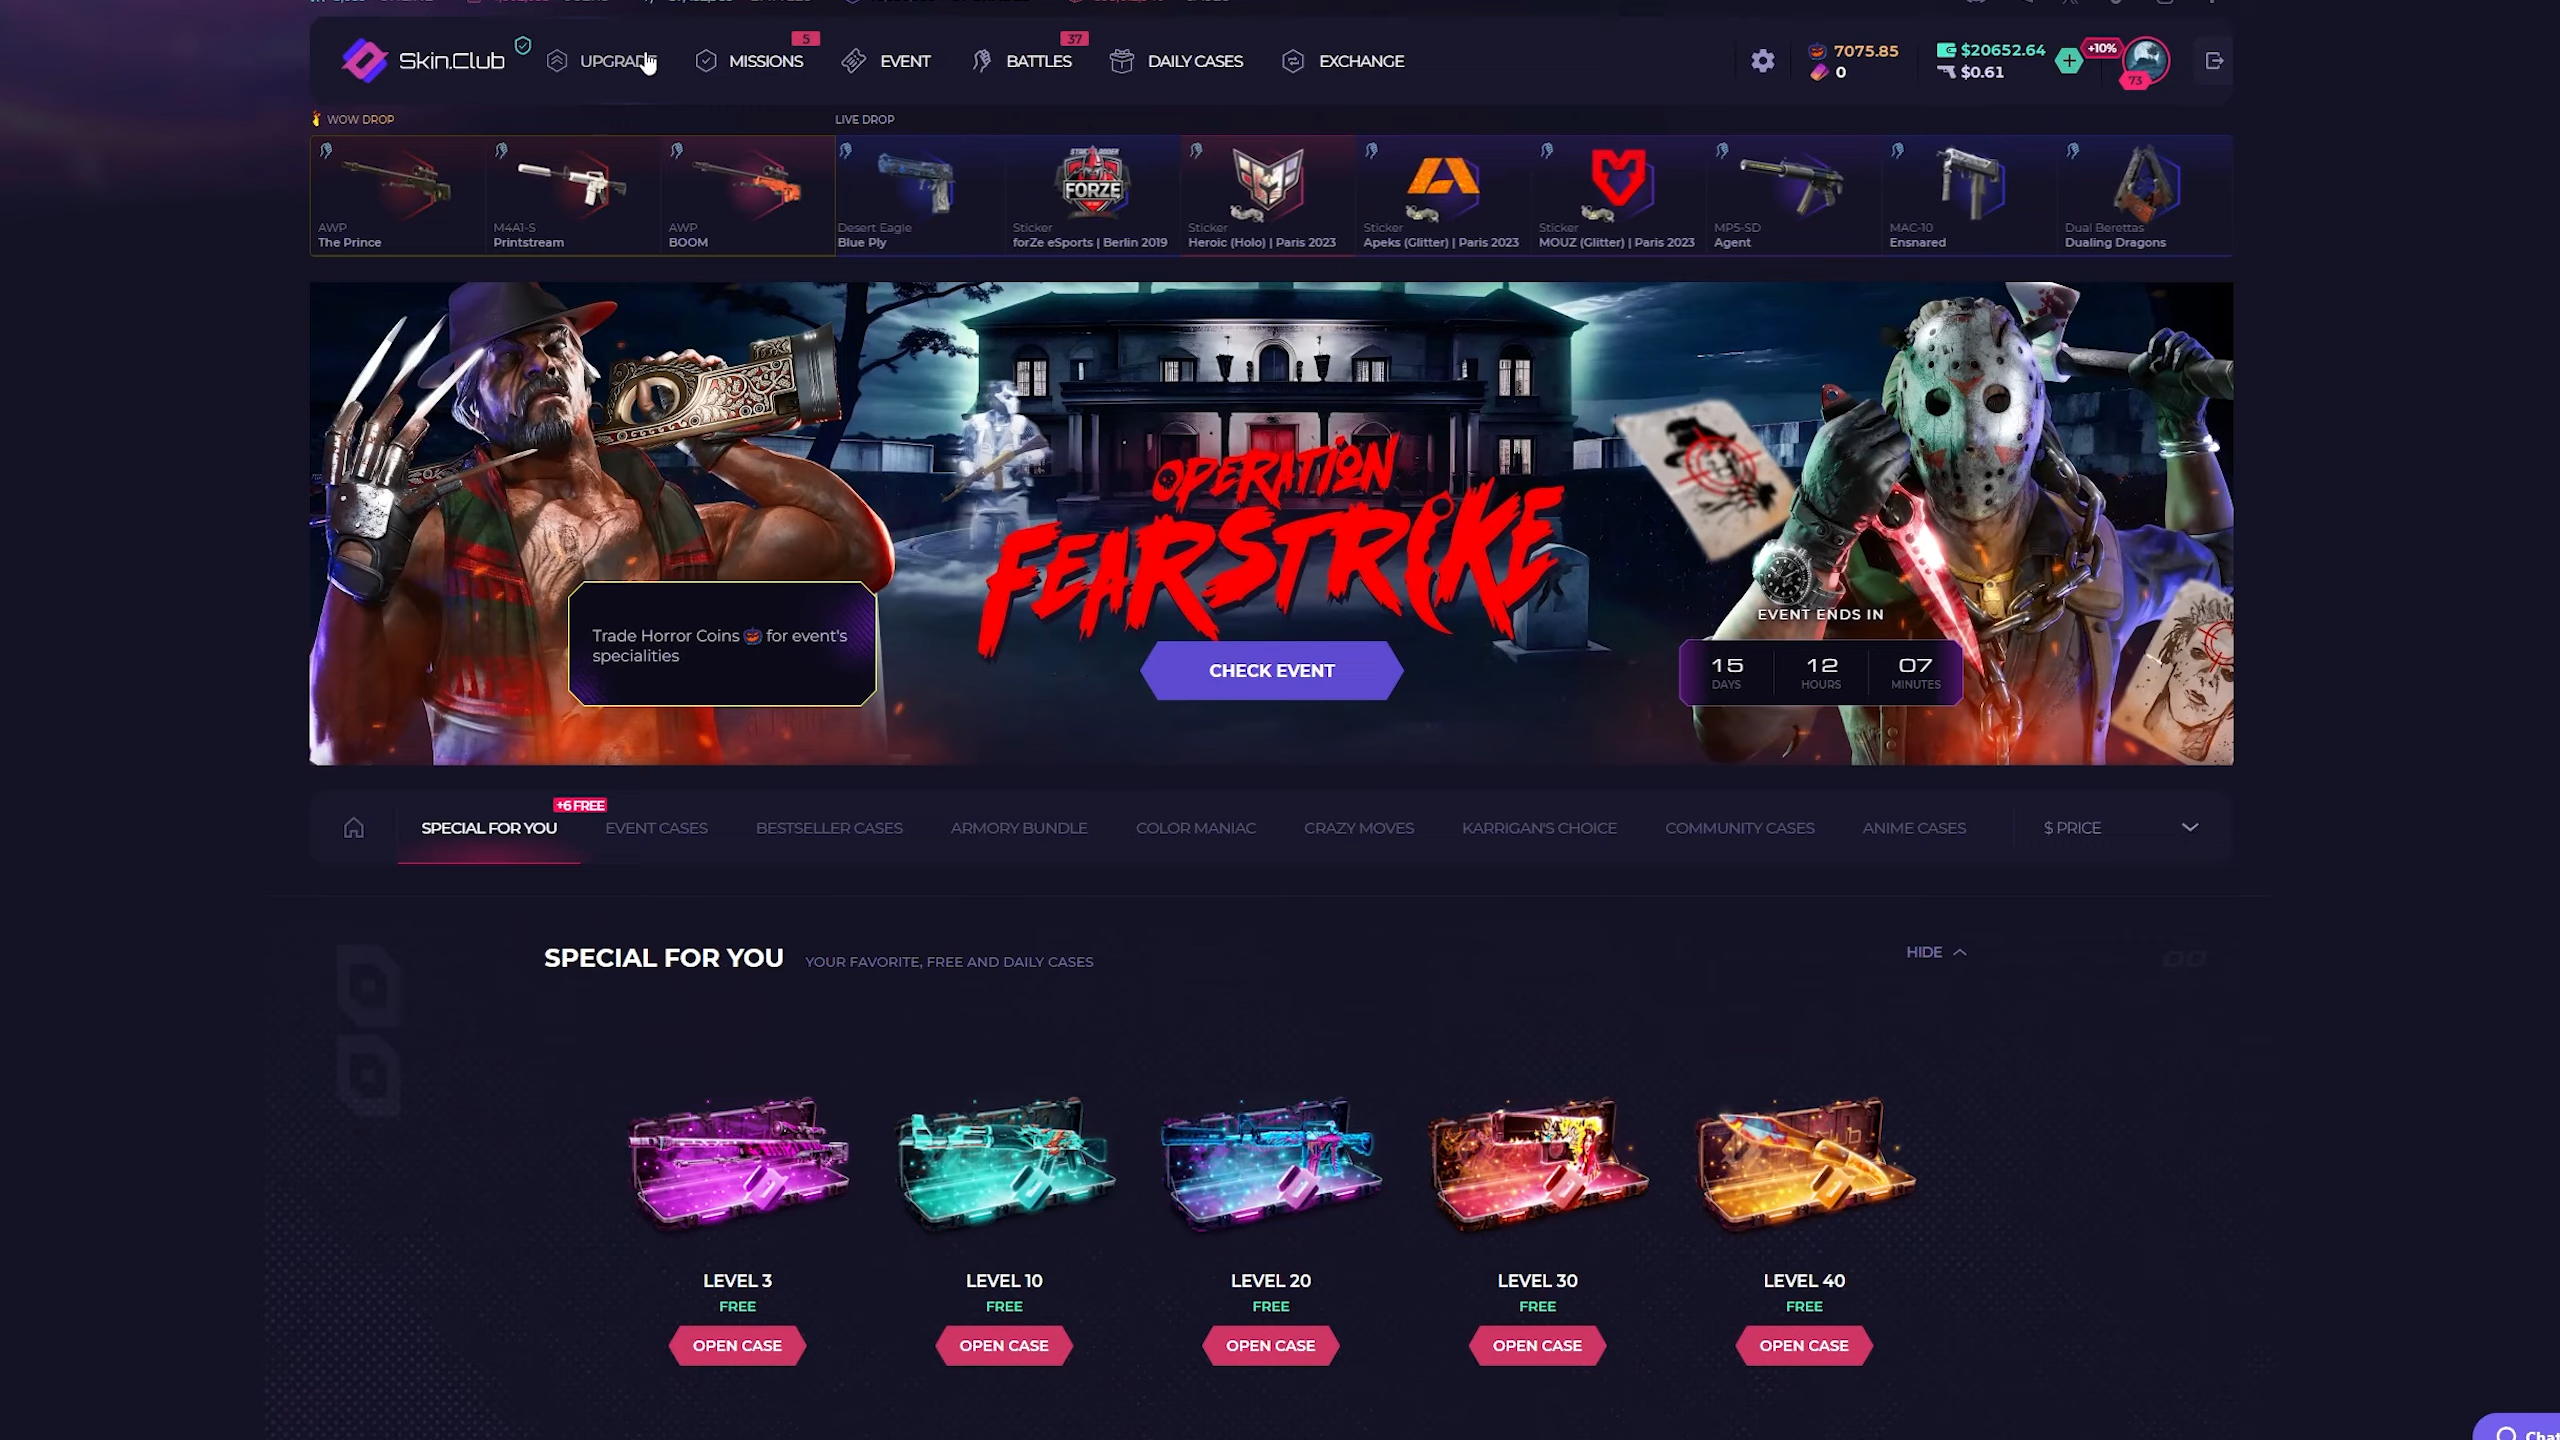 Skin.Club
UPGRADE
MISSIONS
5
EVENT
BATTLES
37
DAILY CASES
EXCHANGE
7075.85
0
$20652.64
$0.61
+10%
73
WOW DROP
LIVE DROP
AWP
The Prince
M4A1-S
Printstream
AWP
BOOM
Desert Eagle
Blue Ply
FORZE
Sticker
forZe eSports | Berlin 2019
Sticker
Heroic (Holo) | Paris 2023
Sticker
Apeks (Glitter) | Paris 2023
Sticker
MOUZ (Glitter) | Paris 2023
MP5-SD
Agent
MAC-10
Ensnared
Dual Berettas
Dualing Dragons
OPERATION
FEARSTRIKE
Trade Horror Coins 🎃 for event's
specialities
CHECK EVENT
EVENT ENDS IN
15 12 07
DAYS HOURS MINUTES
+6 FREE
SPECIAL FOR YOU
EVENT CASES
BESTSELLER CASES
ARMORY BUNDLE
COLOR MANIAC
CRAZY MOVES
KARRIGAN'S CHOICE
COMMUNITY CASES
ANIME CASES
$ PRICE
SPECIAL FOR YOU
YOUR FAVORITE, FREE AND DAILY CASES
HIDE
LEVEL 3
FREE
OPEN CASE
LEVEL 10
FREE
OPEN CASE
LEVEL 20
FREE
OPEN CASE
LEVEL 30
FREE
OPEN CASE
LEVEL 40
FREE
OPEN CASE
Chat